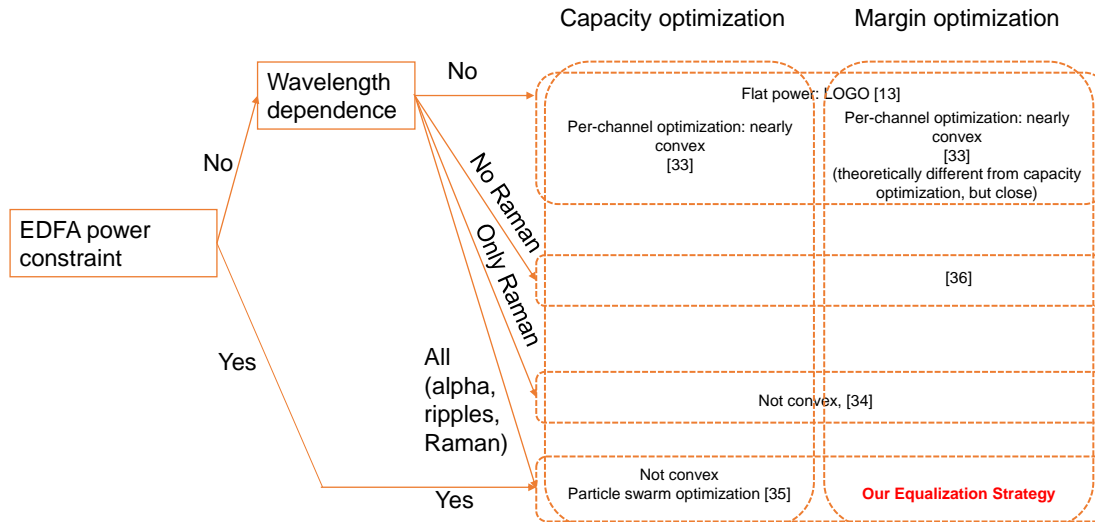 Capacity optimization
Margin optimization
Wavelength
dependence
No
Flat power: LOGO [13]
Per-channel optimization: nearly
convex
[33]
Per-channel optimization: nearly
convex
[33]
(theoretically different from capacity
optimization, but close)
No
No Raman
Only Raman
EDFA power
constraint
[36]
Yes
All
(alpha,
ripples,
Raman)
Not convex, [34]
Yes
Not convex
Particle swarm optimization [35]
Our Equalization Strategy